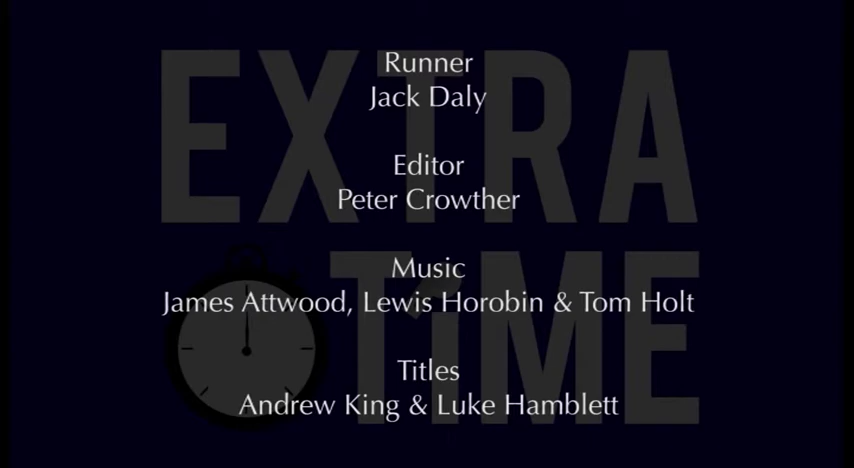 EXTRA
TiME
Runner
Jack Daly
Editor
Peter Crowther
Music
James Attwood, Lewis Horobin & Tom Holt
Titles
Andrew King & Luke Hamblett